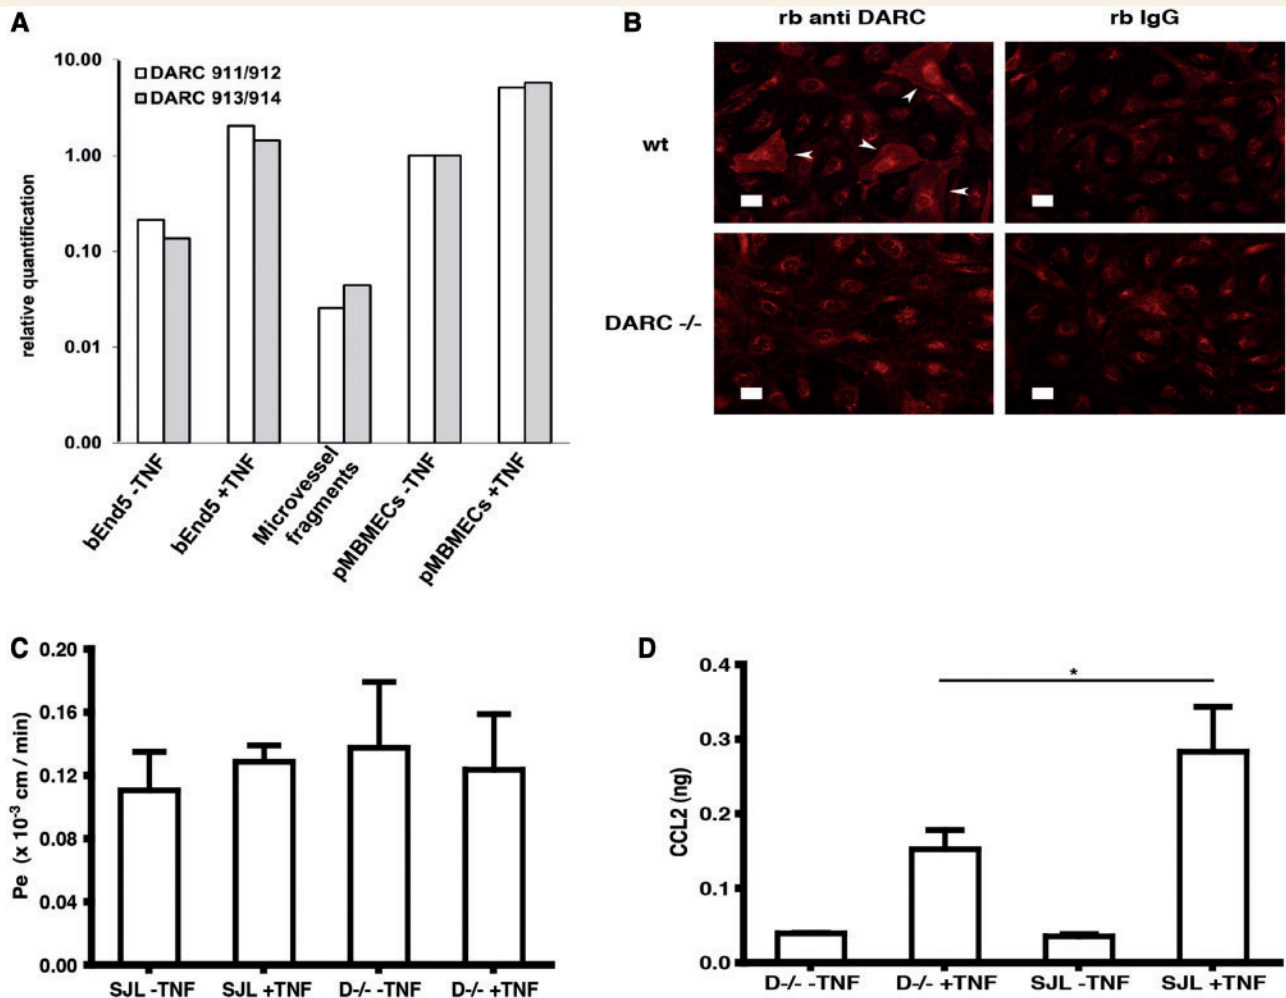 A
10.00
1.00
0.10
0.01
0.00
relative quantification
DARC 911/912
DARC 913/914
bEnd5 -TNF
bEnd5 +TNF
Microvessel
fragments
pMBMECs -TNF
pMBMECs +TNF
B
rb anti DARC
rb IgG
wt
DARC -/-
C
0.20
0.16
0.12
0.08
0.04
0.00
Pe (x 10⁻³ cm / min)
SJL -TNF
SJL +TNF
D-/- -TNF
D-/- +TNF
D
0.4
0.3
0.2
0.1
0.0
CCL2 (ng)
*
D-/- -TNF
D-/- +TNF
SJL -TNF
SJL +TNF